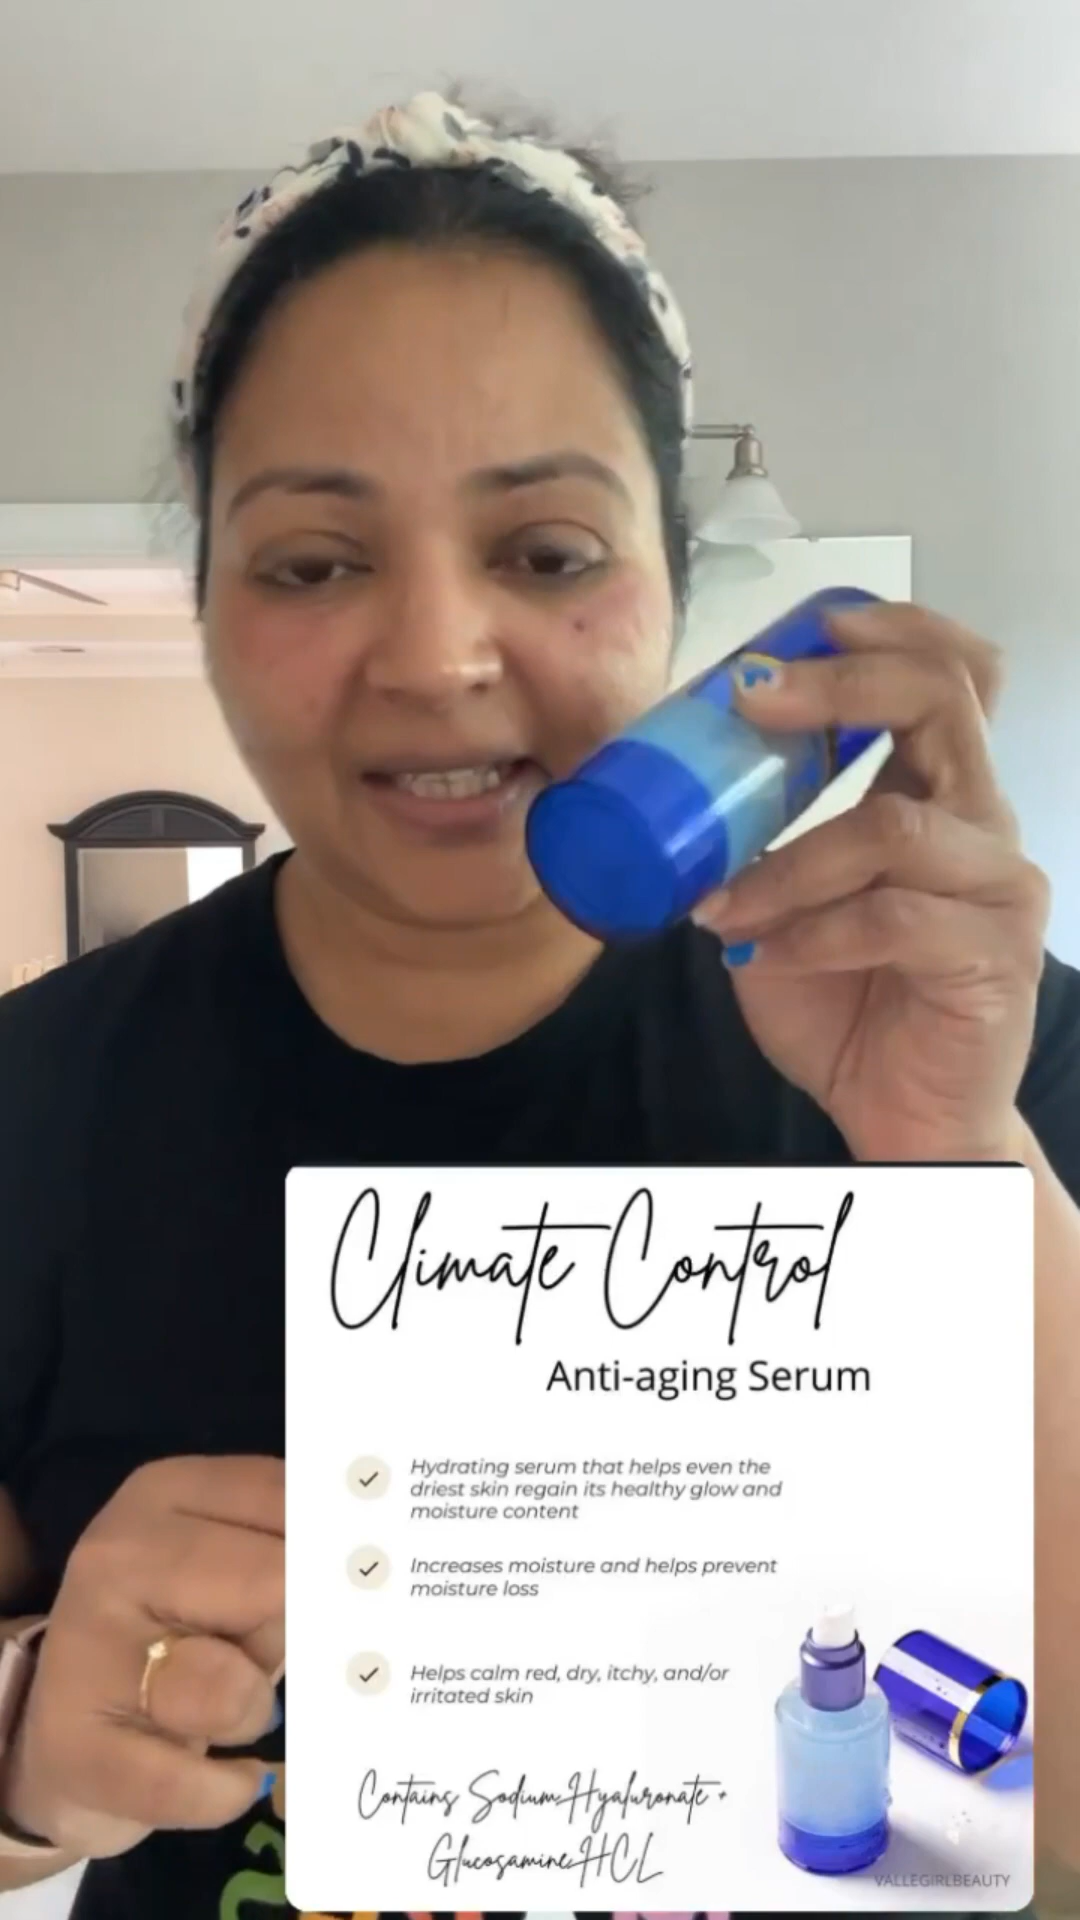 Climate Control
Anti-aging Serum
Hydrating serum that helps even the
driest skin regain its healthy glow and
moisture content
Increases moisture and helps prevent
moisture loss
Helps calm red, dry, itchy, and/or
irritated skin
Contains Sodium Hyaluronate +
Glucosamine HCL
VALLEGIRLBEAUTY